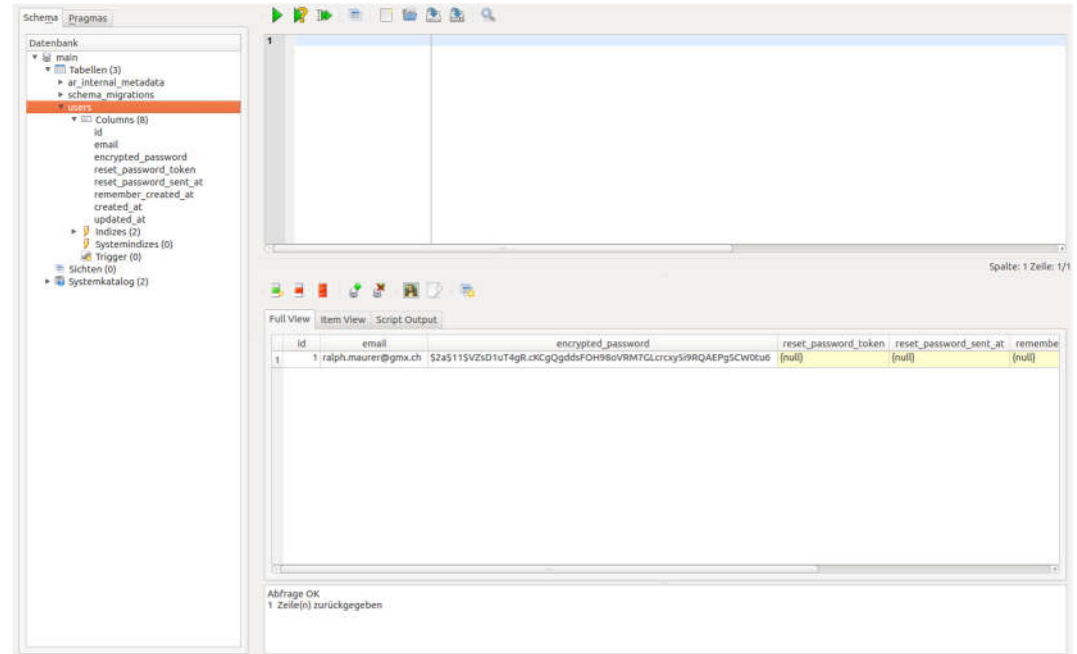 Schema Pragmas
Datenbank
main
Tabellen (3)
ar_internal_metadata
schema_migrations
users
Columns (8)
id
email
encrypted_password
reset_password_token
reset_password_sent_at
remember_created_at
created_at
updated_at
Indizes (2)
Systemindizes (0)
Trigger (0)
Sichten (0)
Systemkatalog (2)
1
Spalte: 1 Zeile: 1/1
Full View Item View Script Output
id email encrypted_password reset_password_token reset_password_sent_at remembe
1 1 ralph.maurer@gmx.ch {null} {null} {null}
Abfrage OK
1 Zeile(n) zurückgegeben